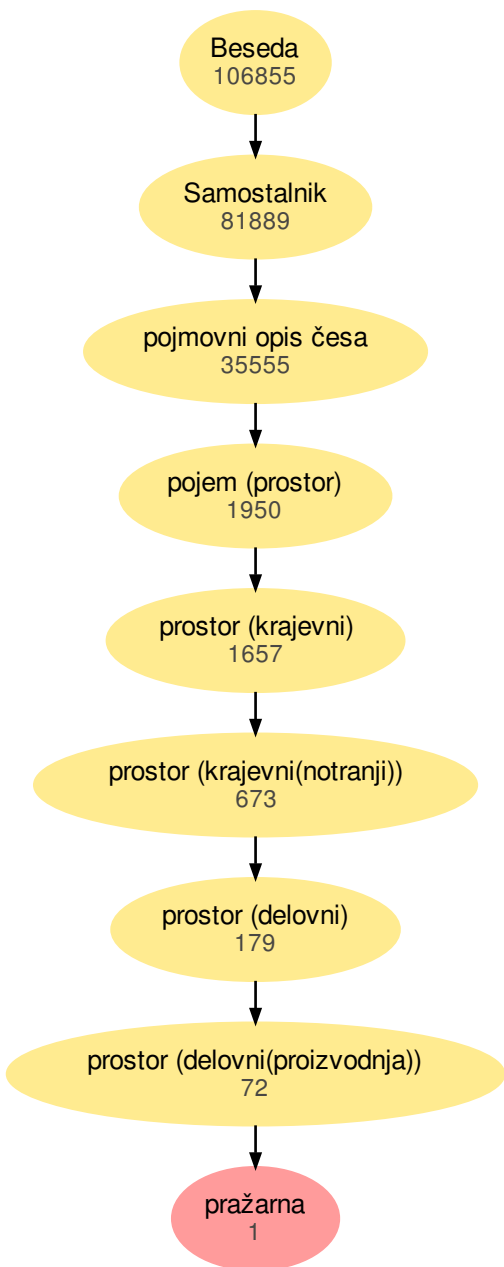 Beseda
106855
Samostalnik
81889
pojmovni opis česa
35555
pojem (prostor)
1950
prostor (krajevni)
1657
prostor (krajevni(notranji))
673
prostor (delovni)
179
prostor (delovni(proizvodnja))
72
pražarna
1